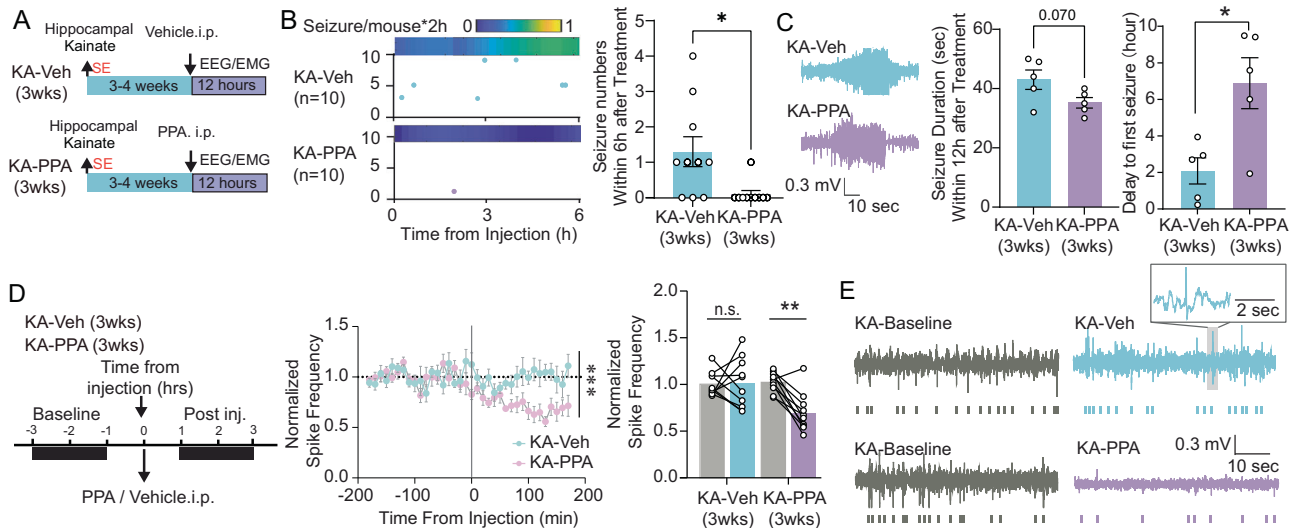 A
Hippocampal
Kainate
Vehicle.i.p.
KA-Veh
(3wks)
SE
EEG/EMG
3-4 weeks
12 hours
Hippocampal
Kainate
PPA. i.p.
KA-PPA
(3wks)
SE
EEG/EMG
3-4 weeks
12 hours
B
Seizure/mouse*2h
0
1
KA-Veh
(n=10)
10
5
0
KA-PPA
(n=10)
10
5
0
0
3
6
Time from Injection (h)
Seizure numbers
Within 6h after Treatment
5
4
3
2
1
0
*
KA-Veh
(3wks)
KA-PPA
(3wks)
C
KA-Veh
KA-PPA
0.3 mV
10 sec
Seizure Duration (sec)
Within 12h after Treatment
60
40
20
0
0.070
KA-Veh
(3wks)
KA-PPA
(3wks)
Delay to first seizure (hour)
10
8
6
4
2
0
*
KA-Veh
(3wks)
KA-PPA
(3wks)
D
KA-Veh (3wks)
KA-PPA (3wks)
Time from
injection (hrs)
Baseline
Post inj.
-3 -2 -1 0 1 2 3
PPA / Vehicle.i.p.
Normalized
Spike Frequency
1.5
1.0
0.5
0.0
***
KA-Veh
KA-PPA
-200 -100 0 100 200
Time From Injection (min)
Normalized
Spike Frequency
2.0
1.5
1.0
0.5
0.0
n.s.
**
KA-Veh
(3wks)
KA-PPA
(3wks)
E
2 sec
KA-Baseline
KA-Veh
KA-Baseline
KA-PPA
0.3 mV
10 sec